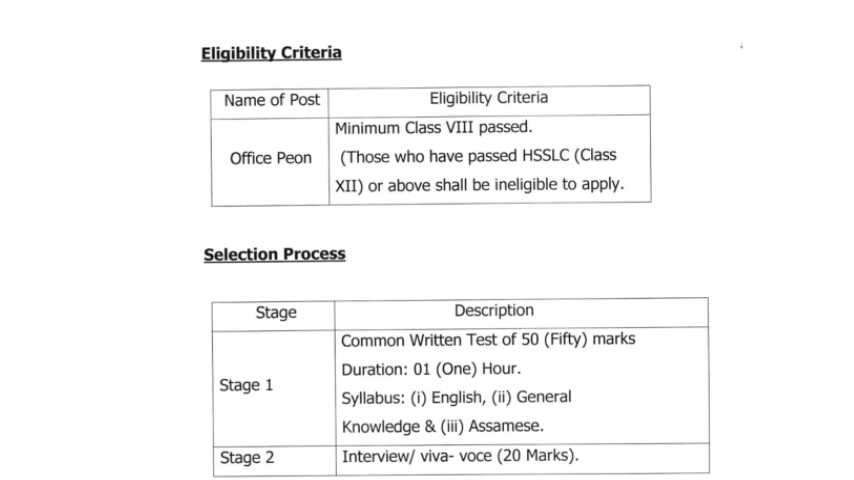 Eligibility Criteria
Name of Post
Eligibility Criteria
Office Peon
Minimum Class VIII passed.
(Those who have passed HSSLC (Class
XII) or above shall be ineligible to apply.
Selection Process
Stage
Description
Stage 1
Common Written Test of 50 (Fifty) marks
Duration: 01 (One) Hour.
Syllabus: (i) English, (ii) General
Knowledge & (iii) Assamese.
Stage 2
Interview/ viva- voce (20 Marks).